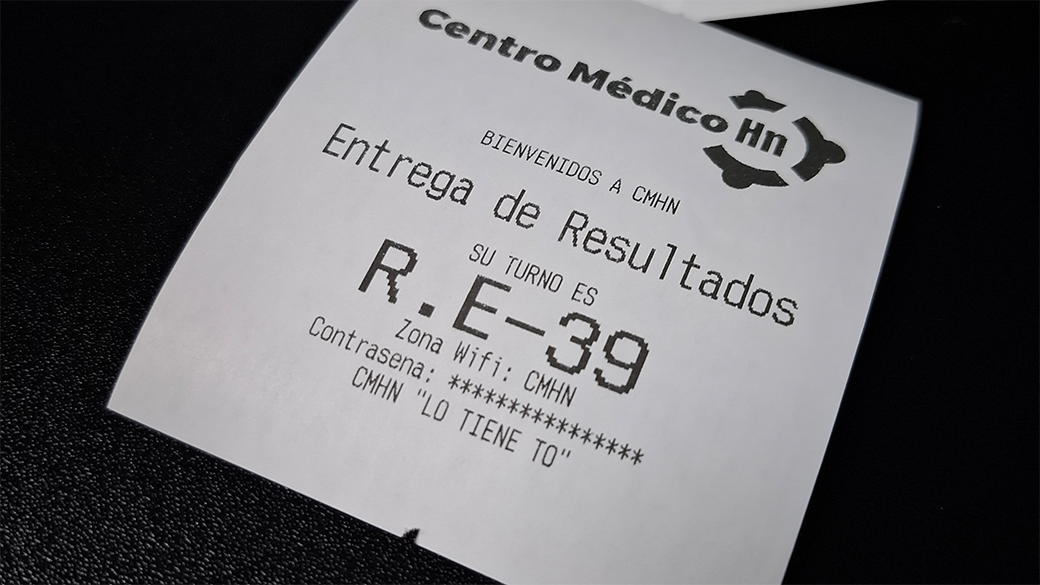 Centro Médico Hn
BIENVENIDOS A CMHN
Entrega de Resultados
SU TURNO ES
R.E-39
Zona Wifi: CMHN
Contrasena: ****************
CMHN "LO TIENE TO"